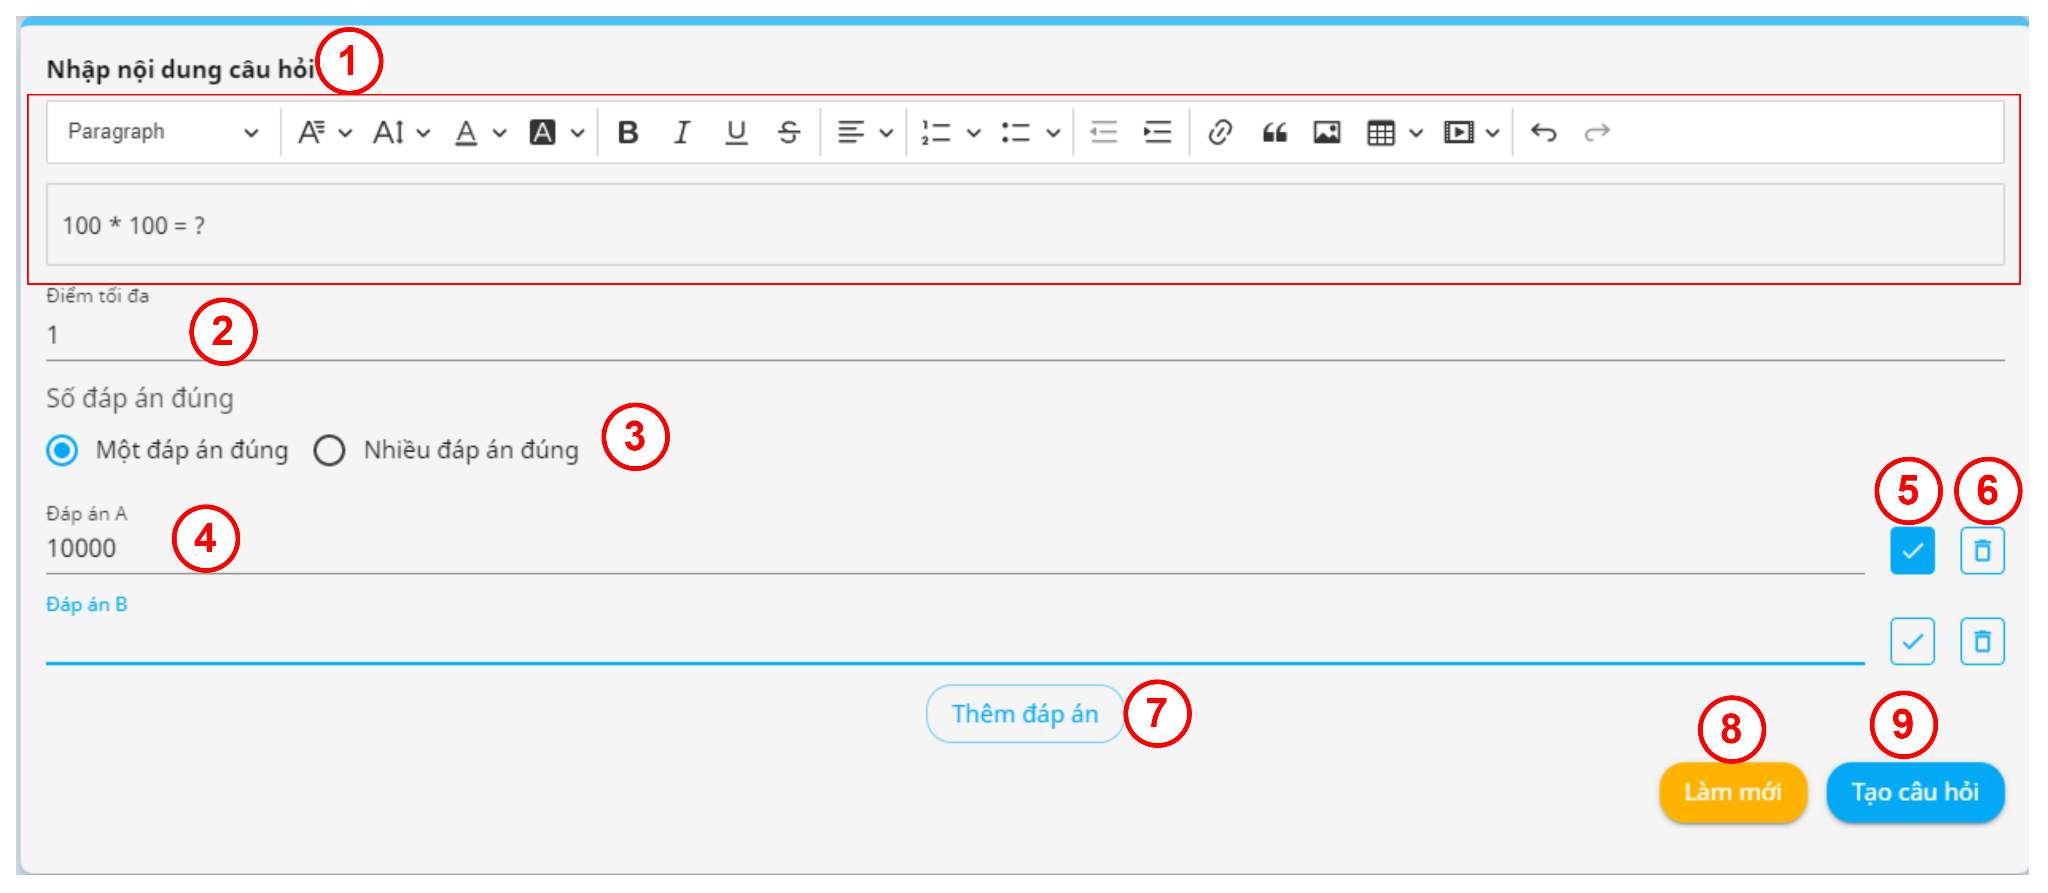 Nhập nội dung câu hỏi 1
Paragraph
100 * 100 = ?
Điểm tối đa
1 2
Số đáp án đúng
Một đáp án đúng Nhiều đáp án đúng 3
5 6
Đáp án A
10000 4
Đáp án B
Thêm đáp án 7
8 9
Làm mới Tạo câu hỏi